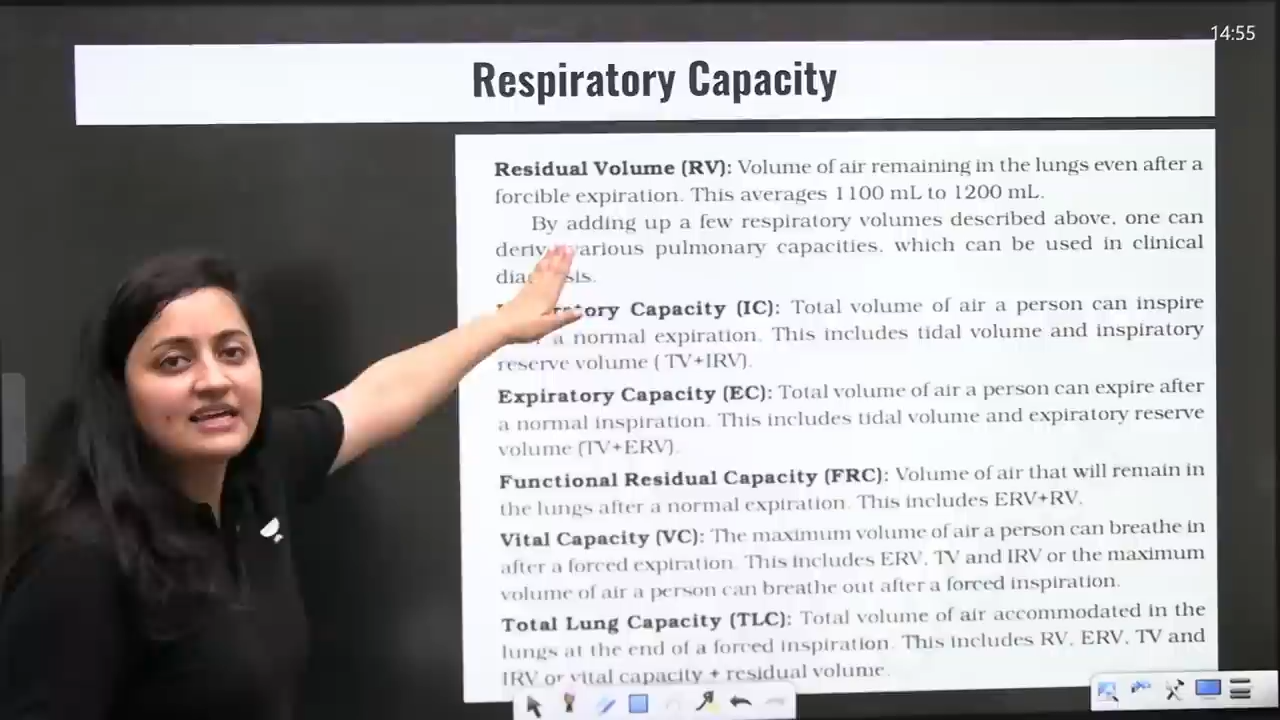 14:55
Respiratory Capacity
Residual Volume (RV): Volume of air remaining in the lungs even after a
forcible expiration. This averages 1100 mL to 1200 mL.
By adding up a few respiratory volumes described above, one can
various pulmonary capacities, which can be used in clinical
Capacity (IC): Total volume of air a person can inspire
a normal expiration. This includes tidal volume and inspiratory
reserve volume ( TV+IRV).
Expiratory Capacity (EC): Total volume of air a person can expire after
a normal inspiration. This includes tidal volume and expiratory reserve
volume (TV+ERV).
Functional Residual Capacity (FRC): Volume of air that will remain in
the lungs after a normal expiration. This includes ERV+RV.
Vital Capacity (VC): The maximum volume of air a person can breathe in
after a forced expiration. This includes ERV, TV and IRV or the maximum
volume of air a person can breathe out after a forced inspiration.
Total Lung Capacity (TLC): Total volume of air accommodated in the
lungs at the end of a forced inspiration. This includes RV, ERV, TV and
IRV or vital capacity + residual volume.